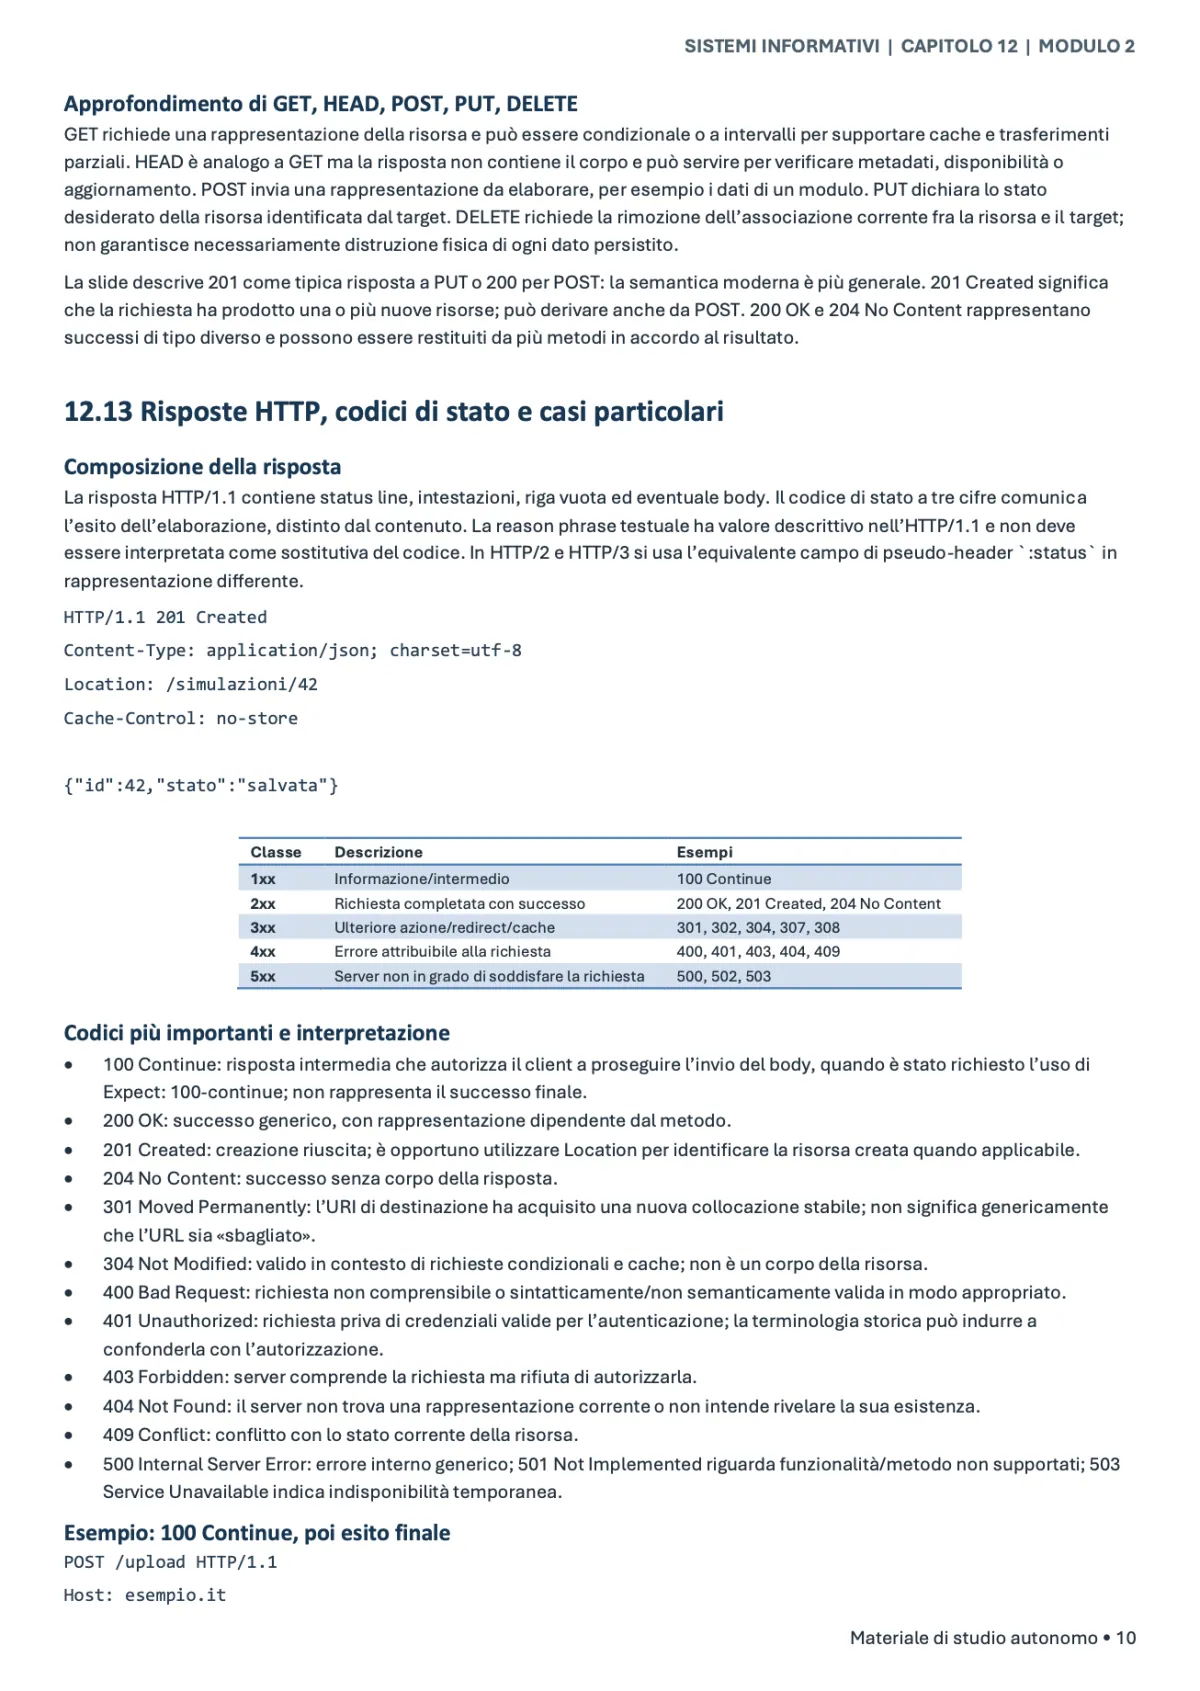 SISTEMI INFORMATIVI | CAPITOLO 12 | MODULO 2
Approfondimento di GET, HEAD, POST, PUT, DELETE
GET richiede una rappresentazione della risorsa e può essere condizionale o a intervalli per supportare cache e trasferimenti
parziali. HEAD è analogo a GET ma la risposta non contiene il corpo e può servire per verificare metadati, disponibilità o
aggiornamento. POST invia una rappresentazione da elaborare, per esempio i dati di un modulo. PUT dichiara lo stato
desiderato della risorsa identificata dal target. DELETE richiede la rimozione dell'associazione corrente fra la risorsa e il target;
non garantisce necessariamente distruzione fisica di ogni dato persistito.
La slide descrive 201 come tipica risposta a PUT o 200 per POST: la semantica moderna è più generale. 201 Created significa
che la richiesta ha prodotto una o più nuove risorse; può derivare anche da POST. 200 OK e 204 No Content rappresentano
successi di tipo diverso e possono essere restituiti da più metodi in accordo al risultato.
12.13 Risposte HTTP, codici di stato e casi particolari
Composizione della risposta
La risposta HTTP/1.1 contiene status line, intestazioni, riga vuota ed eventuale body. Il codice di stato a tre cifre comunica
l'esito dell'elaborazione, distinto dal contenuto. La reason phrase testuale ha valore descrittivo nell'HTTP/1.1 e non deve
essere interpretata come sostitutiva del codice. In HTTP/2 e HTTP/3 si usa l'equivalente campo di pseudo-header `:status` in
rappresentazione differente.
HTTP/1.1 201 Created
Content-Type: application/json; charset=utf-8
Location: /simulazioni/42
Cache-Control: no-store
{"id":42,"stato":"salvata"}
Classe Descrizione Esempi
1xx Informazione/intermedio 100 Continue
2xx Richiesta completata con successo 200 OK, 201 Created, 204 No Content
3xx Ulteriore azione/redirect/cache 301, 302, 304, 307, 308
4xx Errore attribuibile alla richiesta 400, 401, 403, 404, 409
5xx Server non in grado di soddisfare la richiesta 500, 502, 503
Codici più importanti e interpretazione
• 100 Continue: risposta intermedia che autorizza il client a proseguire l'invio del body, quando è stato richiesto l'uso di
Expect: 100-continue; non rappresenta il successo finale.
• 200 OK: successo generico, con rappresentazione dipendente dal metodo.
• 201 Created: creazione riuscita; è opportuno utilizzare Location per identificare la risorsa creata quando applicabile.
• 204 No Content: successo senza corpo della risposta.
• 301 Moved Permanently: l'URI di destinazione ha acquisito una nuova collocazione stabile; non significa genericamente
che l'URL sia «sbagliato».
• 304 Not Modified: valido in contesto di richieste condizionali e cache; non è un corpo della risorsa.
• 400 Bad Request: richiesta non comprensibile o sintatticamente/non semanticamente valida in modo appropriato.
• 401 Unauthorized: richiesta priva di credenziali valide per l'autenticazione; la terminologia storica può indurre a
confonderla con l'autorizzazione.
• 403 Forbidden: server comprende la richiesta ma rifiuta di autorizzarla.
• 404 Not Found: il server non trova una rappresentazione corrente o non intende rivelare la sua esistenza.
• 409 Conflict: conflitto con lo stato corrente della risorsa.
• 500 Internal Server Error: errore interno generico; 501 Not Implemented riguarda funzionalità/metodo non supportati; 503
Service Unavailable indica indisponibilità temporanea.
Esempio: 100 Continue, poi esito finale
POST /upload HTTP/1.1
Host: esempio.it
Materiale di studio autonomo • 10